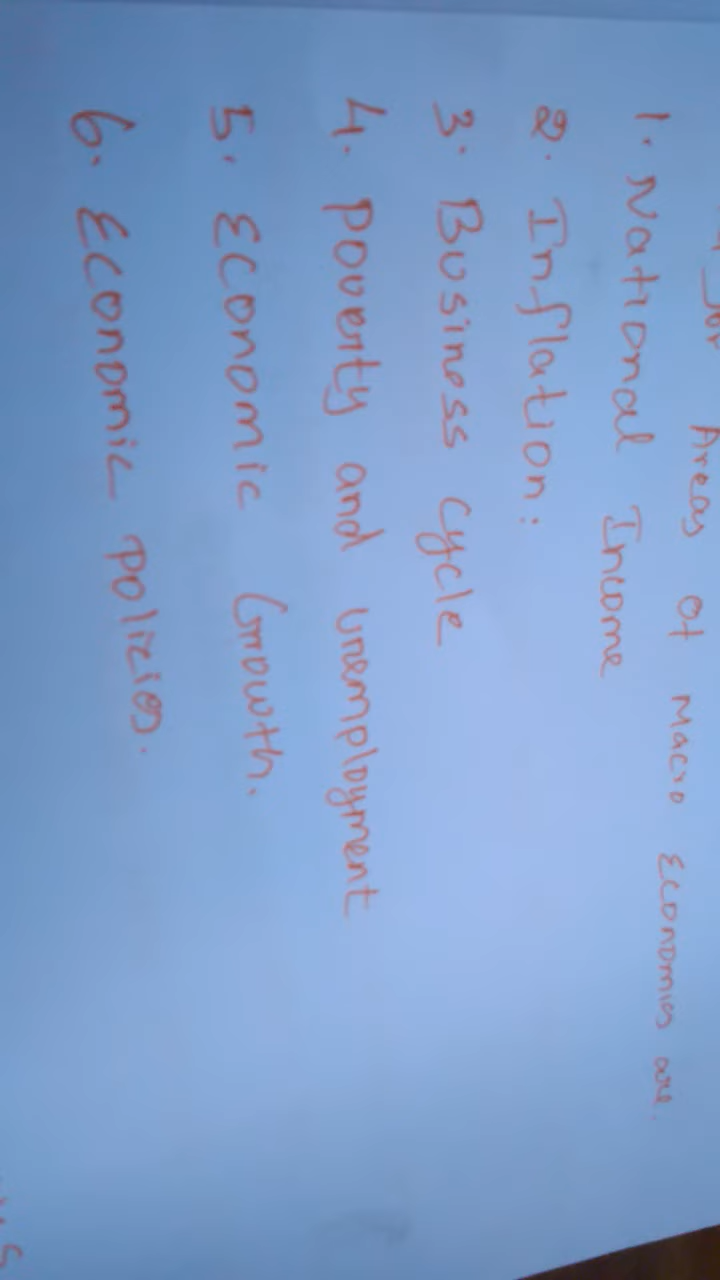 Areas of Macro Economics are.
1. National Income
2. Inflation:
3. Business Cycle
4. Poverty and Unemployment
5. Economic Growth.
6. Economic Policies.